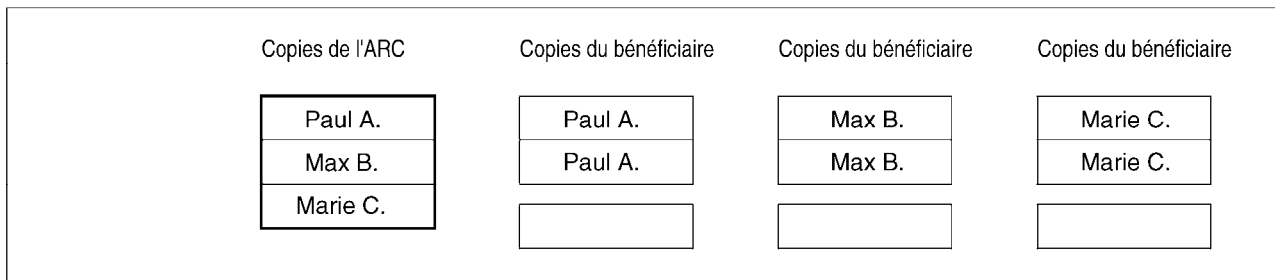 Copies de l'ARC
Copies du bénéficiaire
Copies du bénéficiaire
Copies du bénéficiaire
Paul A.
Paul A.
Max B.
Marie C.
Max B.
Paul A.
Max B.
Marie C.
Marie C.